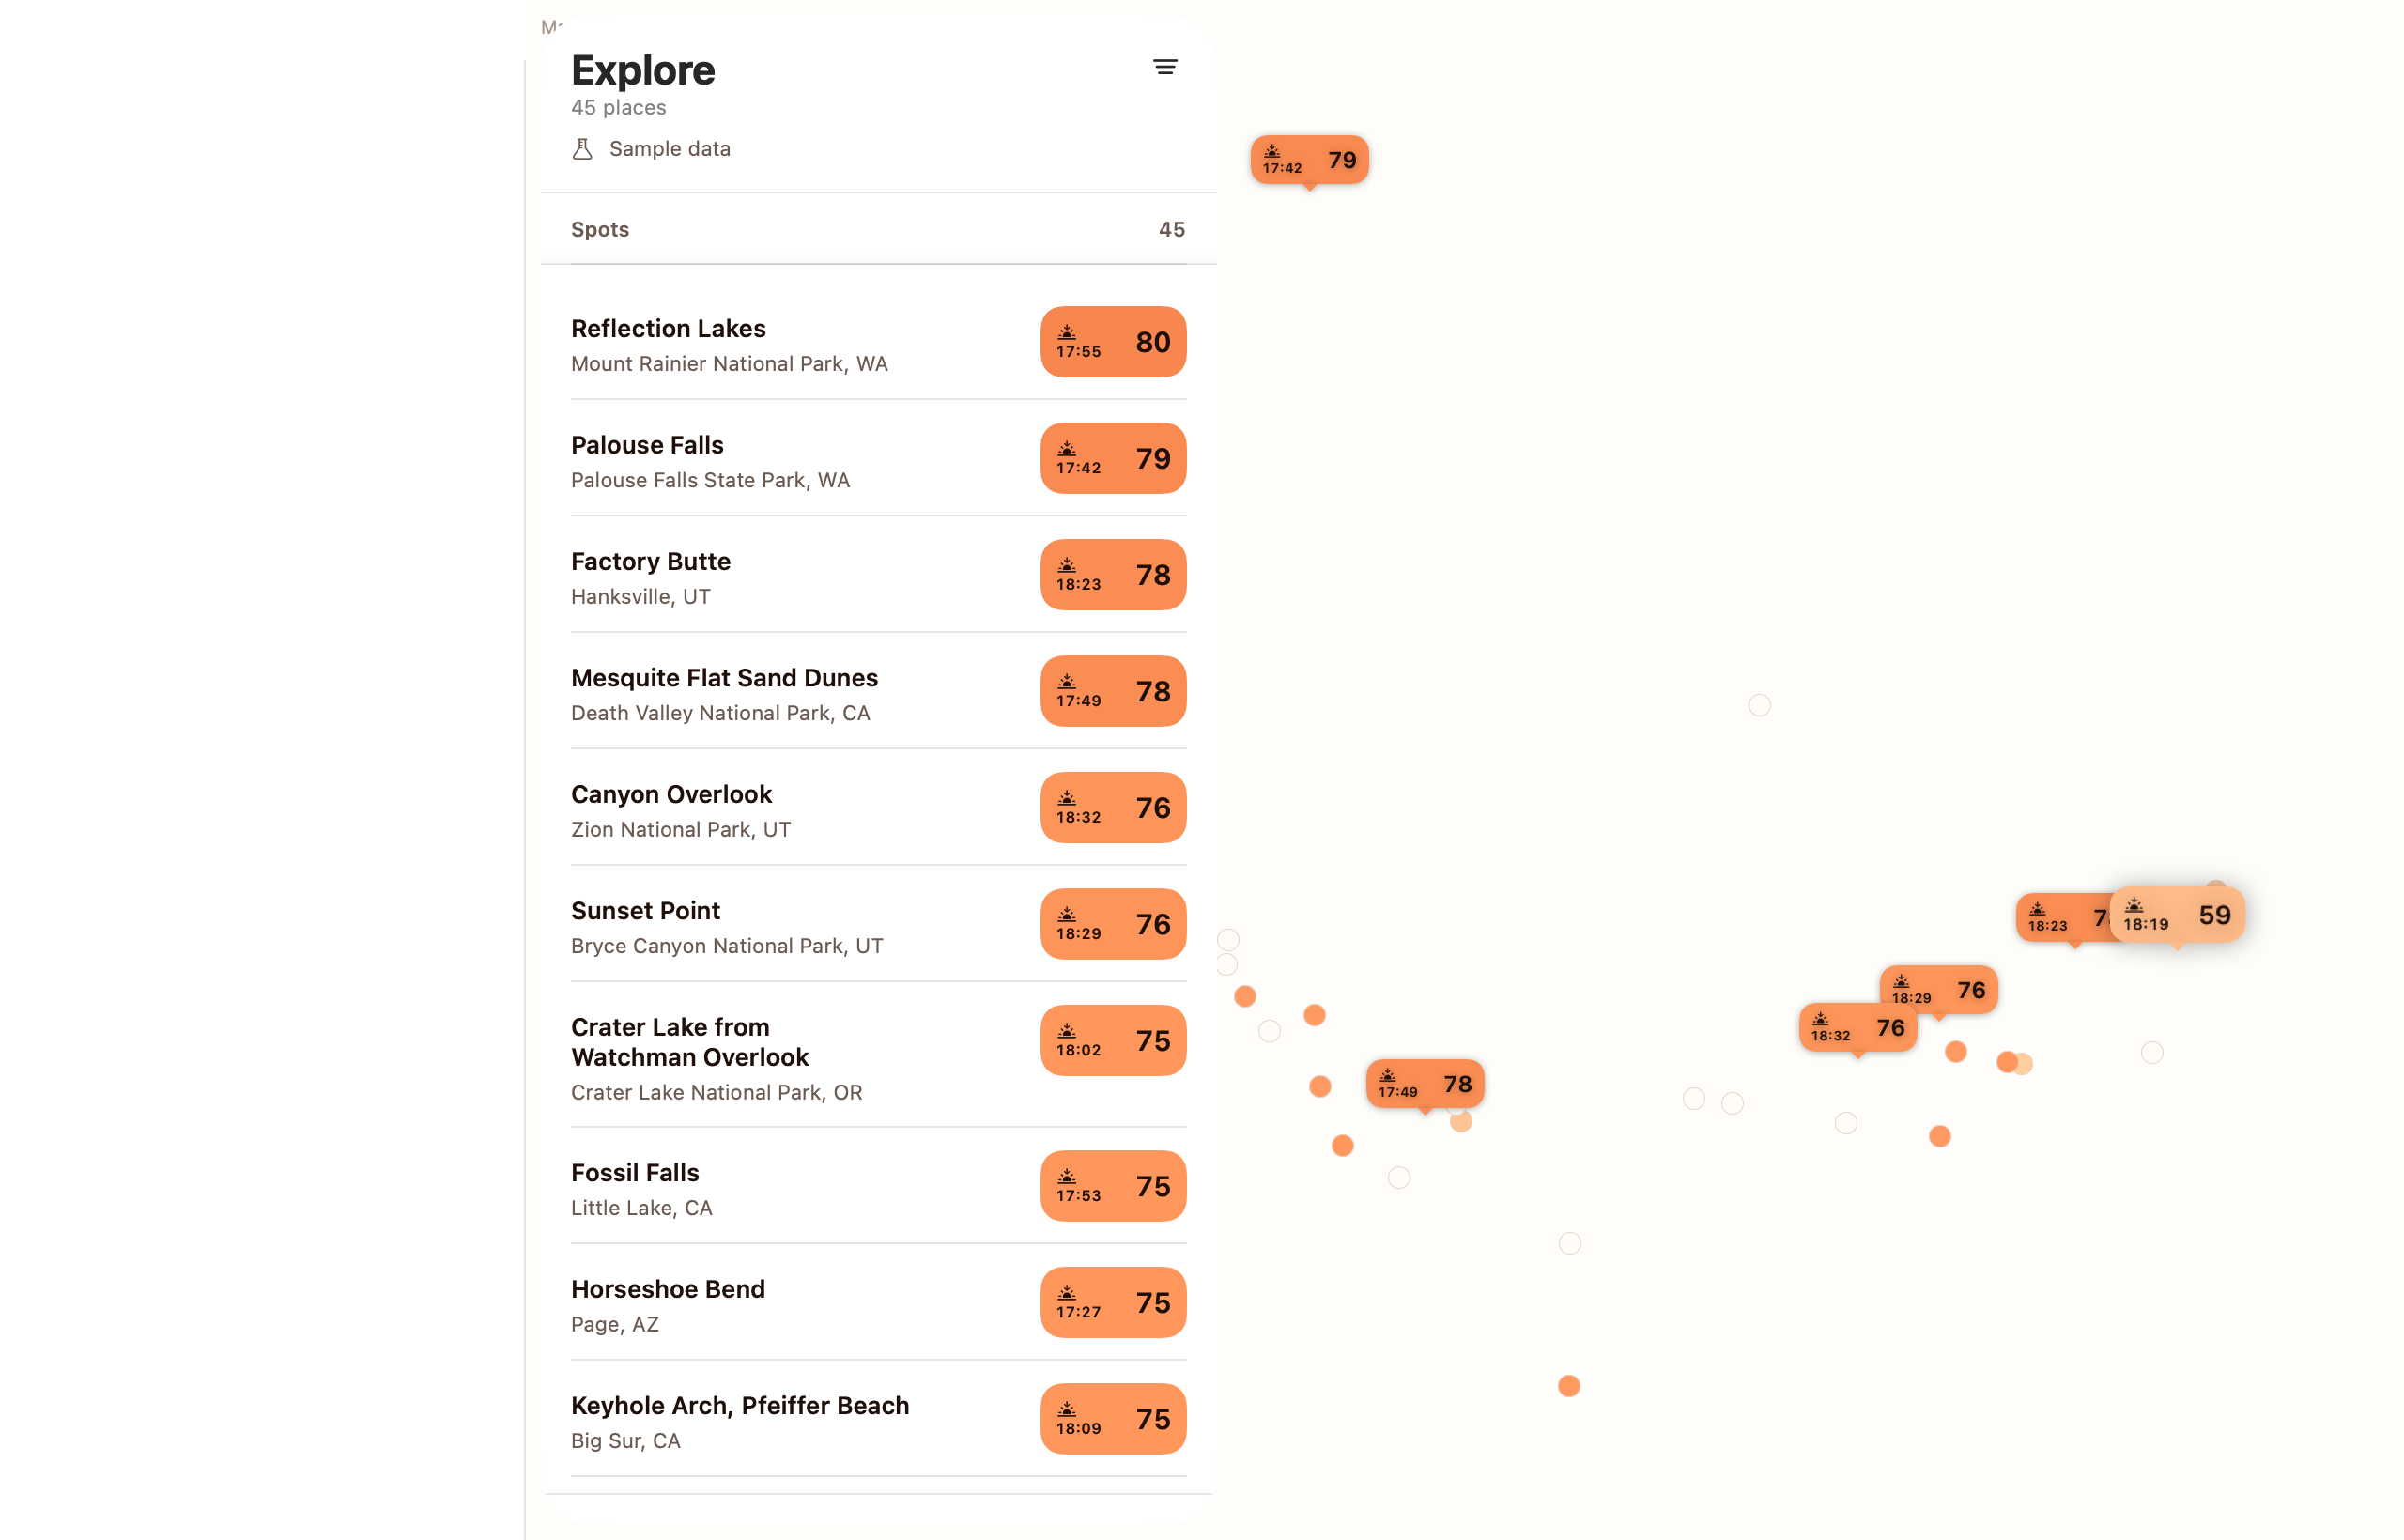 Explore
45 places
Sample data
Spots
45
Reflection Lakes
Mount Rainier National Park, WA
17:55
80
Palouse Falls
Palouse Falls State Park, WA
17:42
79
Factory Butte
Hanksville, UT
18:23
78
Mesquite Flat Sand Dunes
Death Valley National Park, CA
17:49
78
Canyon Overlook
Zion National Park, UT
18:32
76
Sunset Point
Bryce Canyon National Park, UT
18:29
76
Crater Lake from
Watchman Overlook
Crater Lake National Park, OR
18:02
75
Fossil Falls
Little Lake, CA
17:53
75
Horseshoe Bend
Page, AZ
17:27
75
Keyhole Arch, Pfeiffer Beach
Big Sur, CA
18:09
75
17:42
79
18:23
18:19
59
18:29
76
18:32
76
17:49
78